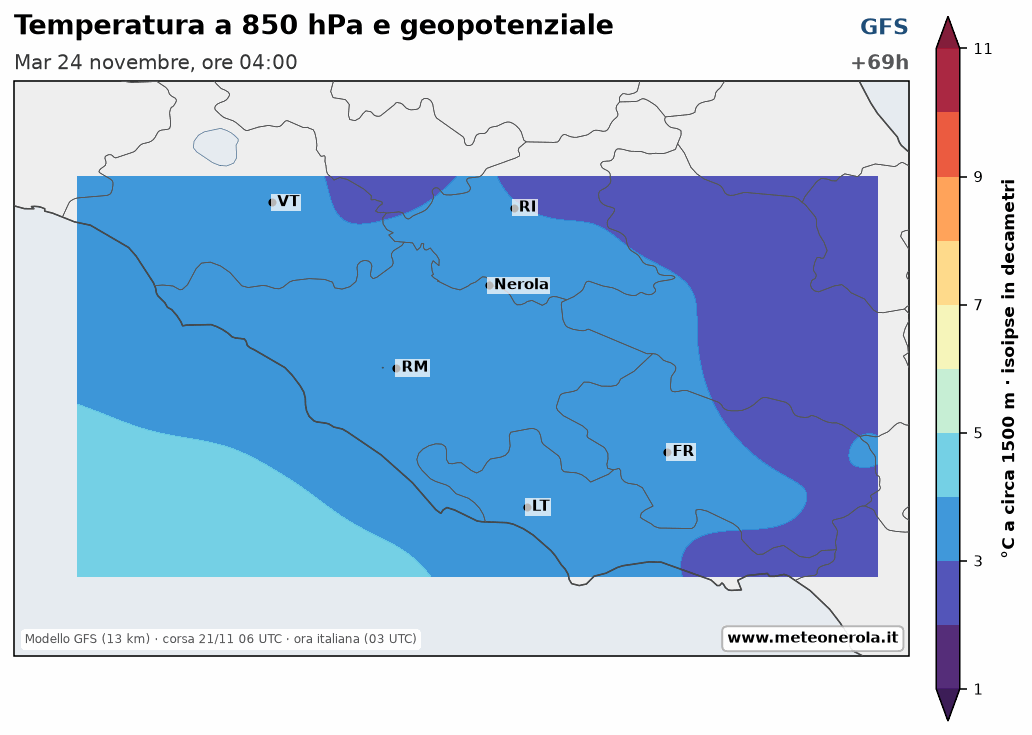 Temperatura a 850 hPa e geopotenziale
GFS
Mar 24 novembre, ore 04:00
+69h
VT
RI
Nerola
RM
FR
LT
11
9
7
5
3
1
°C a circa 1500 m · isoipse in decametri
Modello GFS (13 km) · corsa 21/11 06 UTC · ora italiana (03 UTC)
www.meteonerola.it